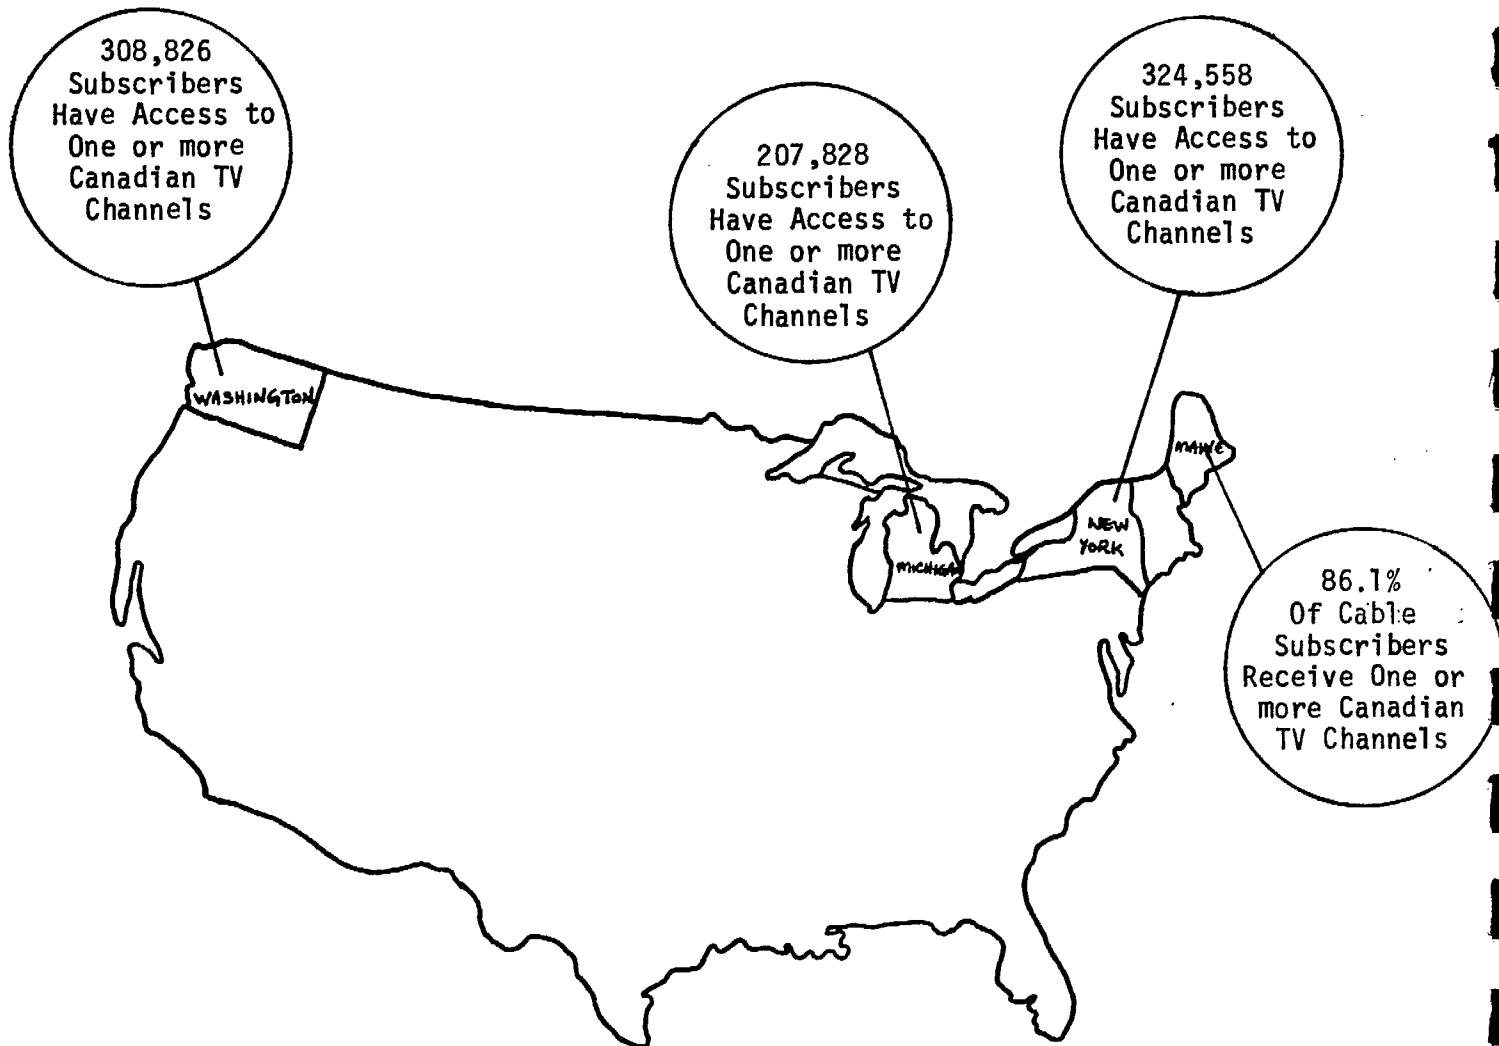 308,826
Subscribers
Have Access to
One or more
Canadian TV
Channels
207,828
Subscribers
Have Access to
One or more
Canadian TV
Channels
324,558
Subscribers
Have Access to
One or more
Canadian TV
Channels
WASHINGTON
MICHIGAN
NEW
YORK
MAINE
86.1%
Of Cable
Subscribers
Receive One or
more Canadian
TV Channels